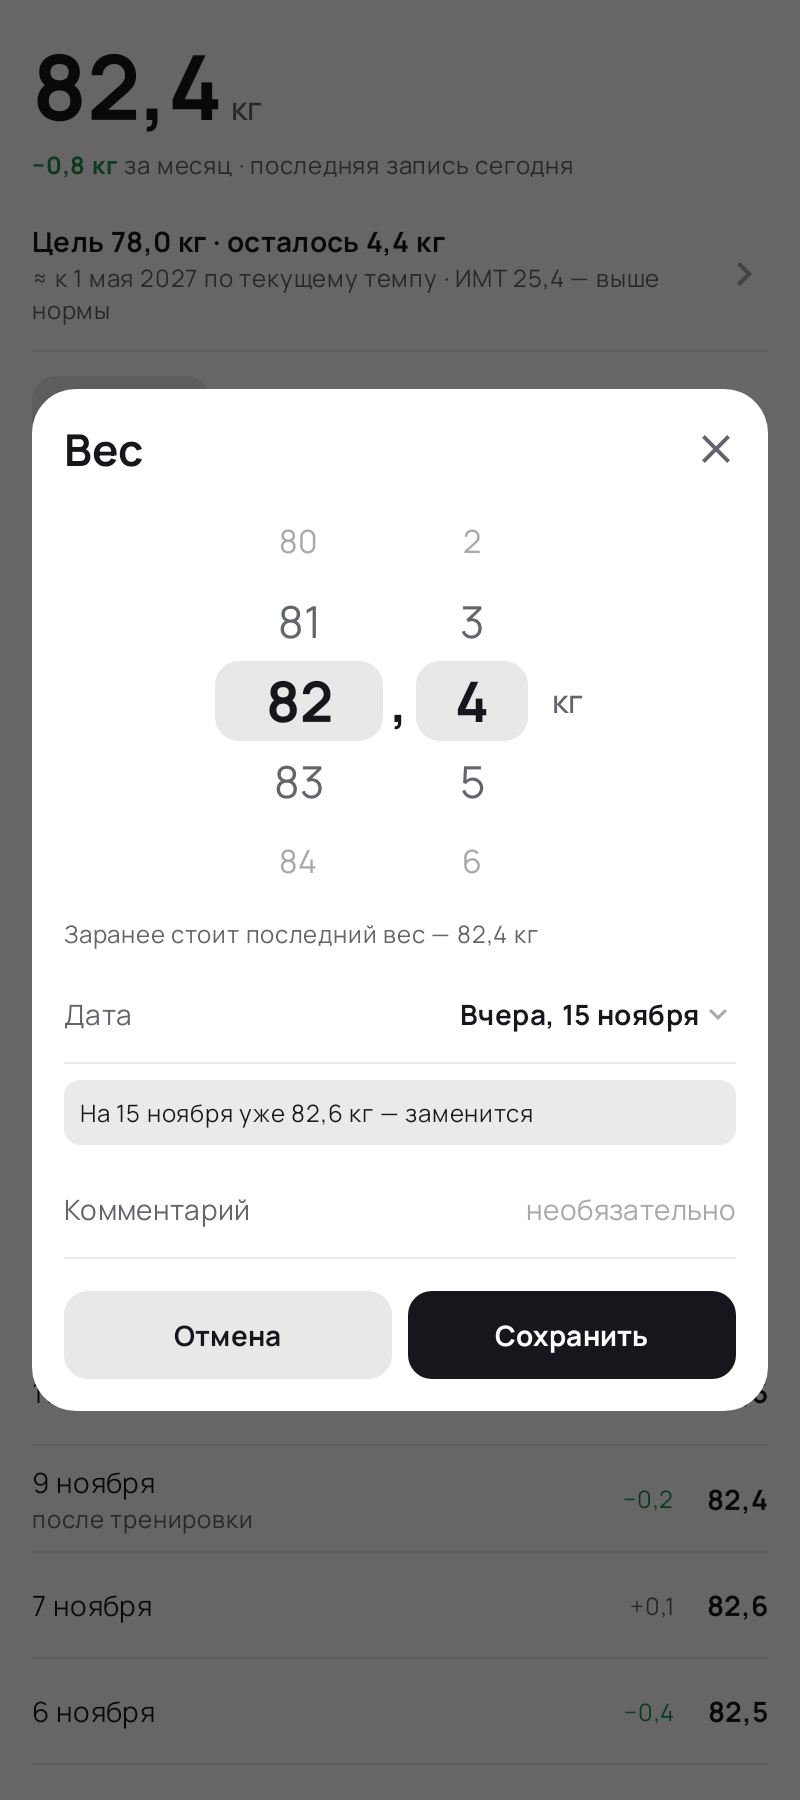 82,4 кг
−0,8 кг за месяц · последняя запись сегодня
Цель 78,0 кг · осталось 4,4 кг
≈ к 1 мая 2027 по текущему темпу · ИМТ 25,4 — выше
нормы
Вес
80 2
81 3
82 , 4 кг
83 5
84 6
Заранее стоит последний вес — 82,4 кг
Дата Вчера, 15 ноября
На 15 ноября уже 82,6 кг — заменится
Комментарий необязательно
Отмена Сохранить
9 ноября −0,2 82,4
после тренировки
7 ноября +0,1 82,6
6 ноября −0,4 82,5